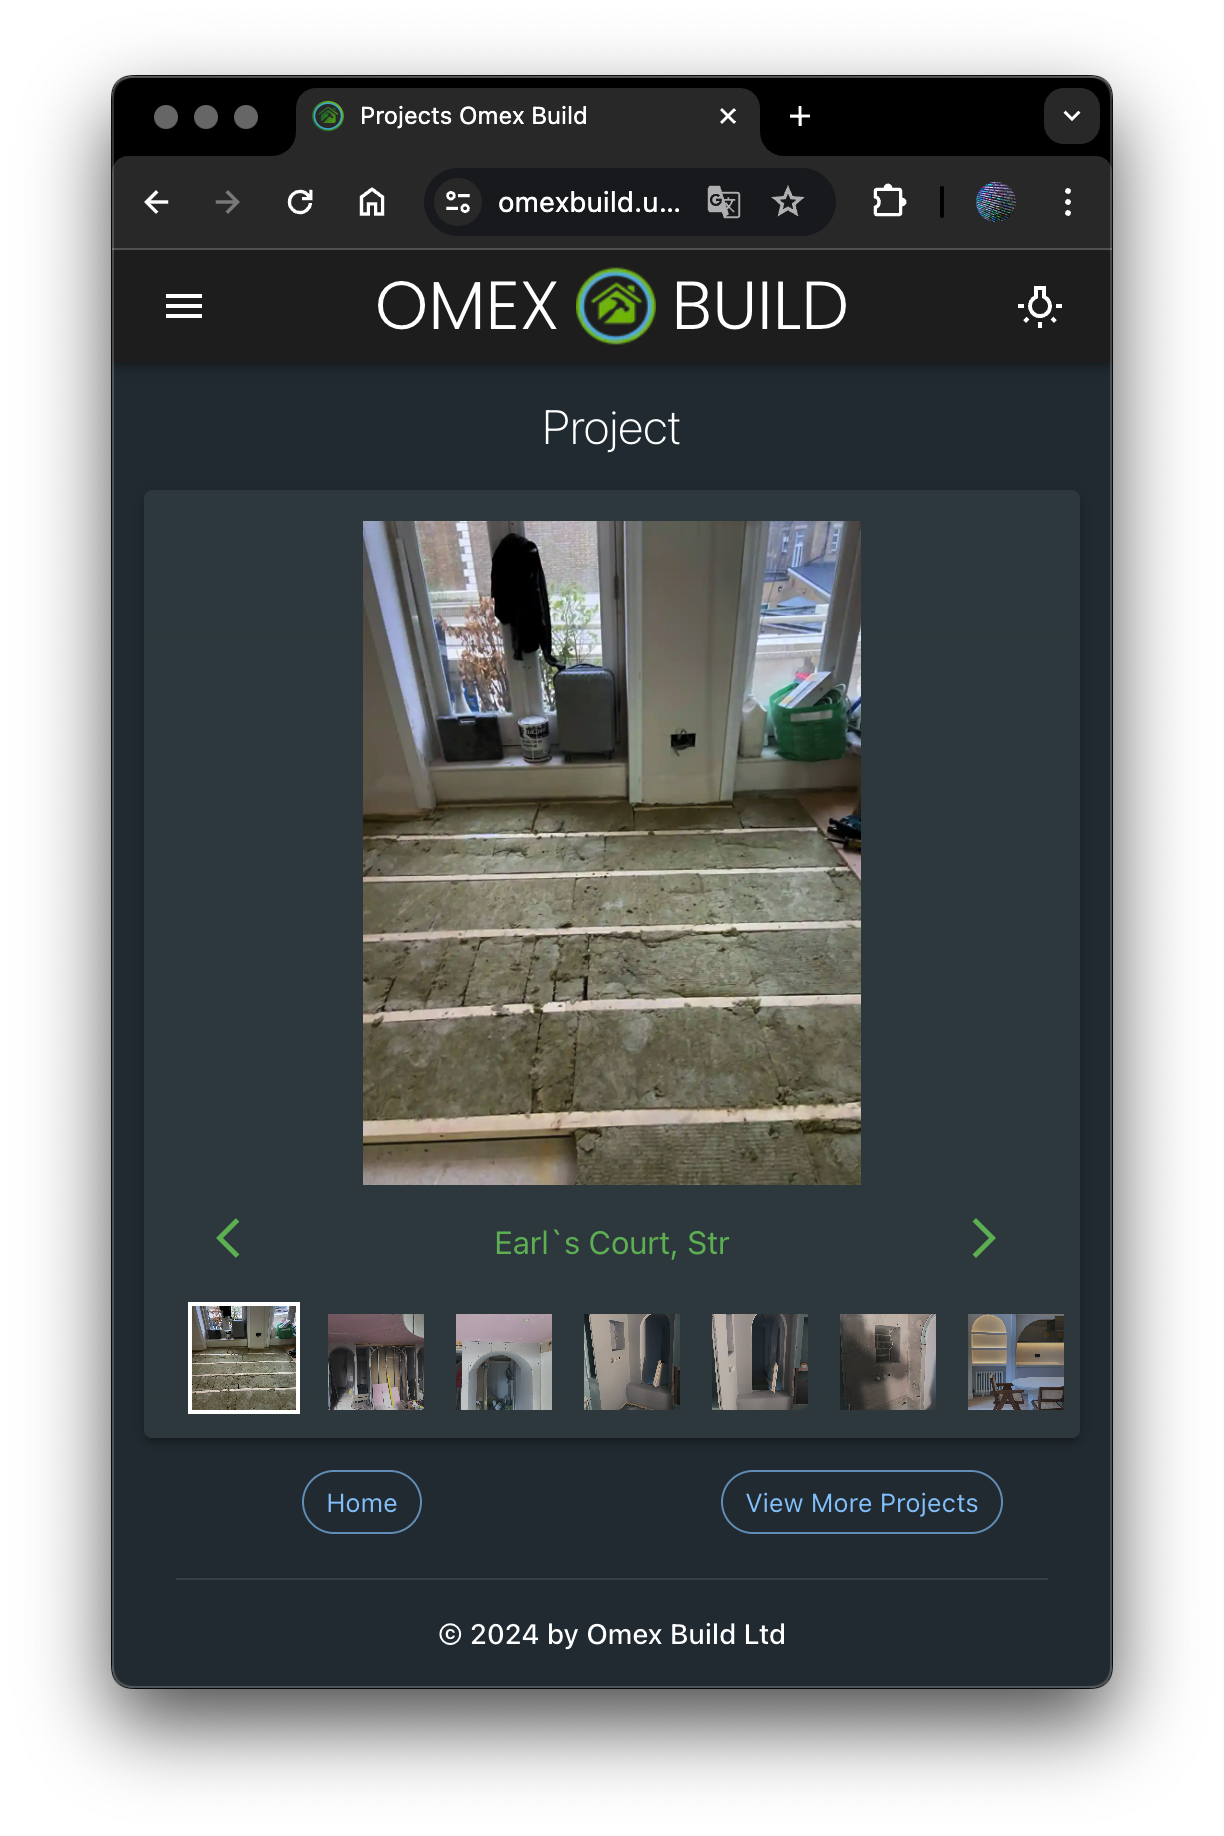 Projects Omex Build
omexbuild.u...
OMEX BUILD
Project
Earl`s Court, Str
Home
View More Projects
© 2024 by Omex Build Ltd